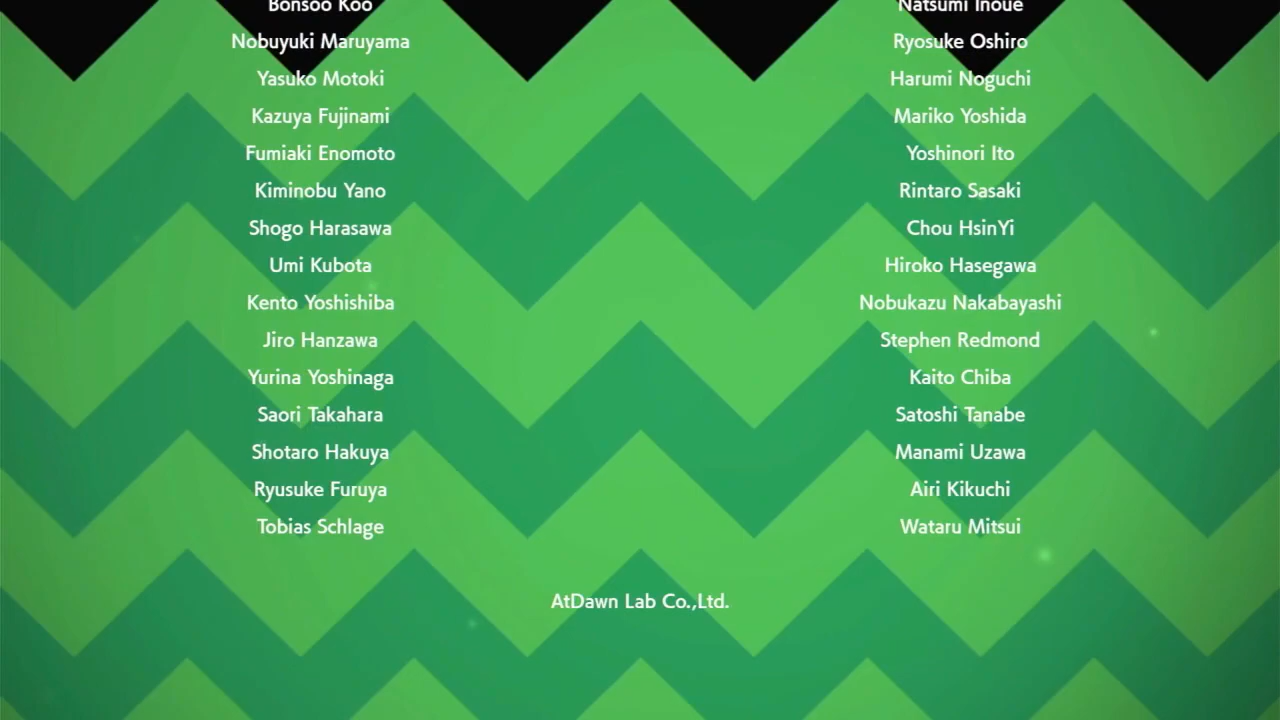 Bonsoo Koo
Natsumi Inoue
Nobuyuki Maruyama
Ryosuke Oshiro
Yasuko Motoki
Harumi Noguchi
Kazuya Fujinami
Mariko Yoshida
Fumiaki Enomoto
Yoshinori Ito
Kiminobu Yano
Rintaro Sasaki
Shogo Harasawa
Chou HsinYi
Umi Kubota
Hiroko Hasegawa
Kento Yoshishiba
Nobukazu Nakabayashi
Jiro Hanzawa
Stephen Redmond
Yurina Yoshinaga
Kaito Chiba
Saori Takahara
Satoshi Tanabe
Shotaro Hakuya
Manami Uzawa
Ryusuke Furuya
Airi Kikuchi
Tobias Schlage
Wataru Mitsui
AtDawn Lab Co.,Ltd.